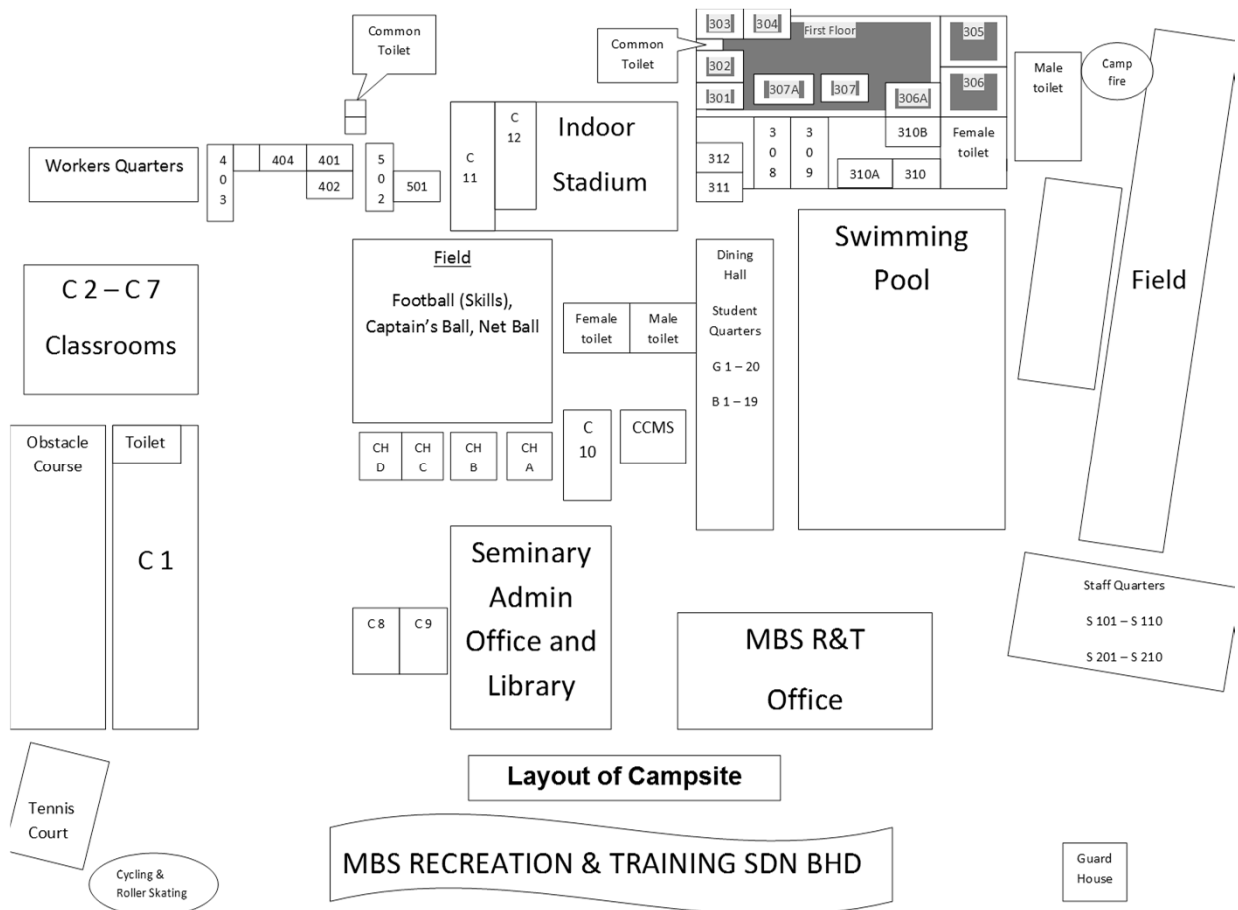 Common
Toilet
Common
Toilet
303
304
First Floor
305
302
301
307A
307
306A
306
Male
toilet
Camp
fire
C
12
C
11
Indoor
Stadium
312
311
3
0
8
3
0
9
310B
310A
310
Female
toilet
Workers Quarters
4
0
3
404
401
402
5
0
2
501
C 2 – C 7
Classrooms
Field
Football (Skills),
Captain's Ball, Net Ball
Female
toilet
Male
toilet
Dining
Hall
Student
Quarters
G 1 – 20
B 1 – 19
Swimming
Pool
Field
Obstacle
Course
Toilet
C 1
CH
D
CH
C
CH
B
CH
A
C
10
CCMS
Seminary
Admin
Office and
Library
C 8
C 9
MBS R&T
Office
Staff Quarters
S 101 – S 110
S 201 – S 210
Layout of Campsite
Tennis
Court
Cycling &
Roller Skating
MBS RECREATION & TRAINING SDN BHD
Guard
House